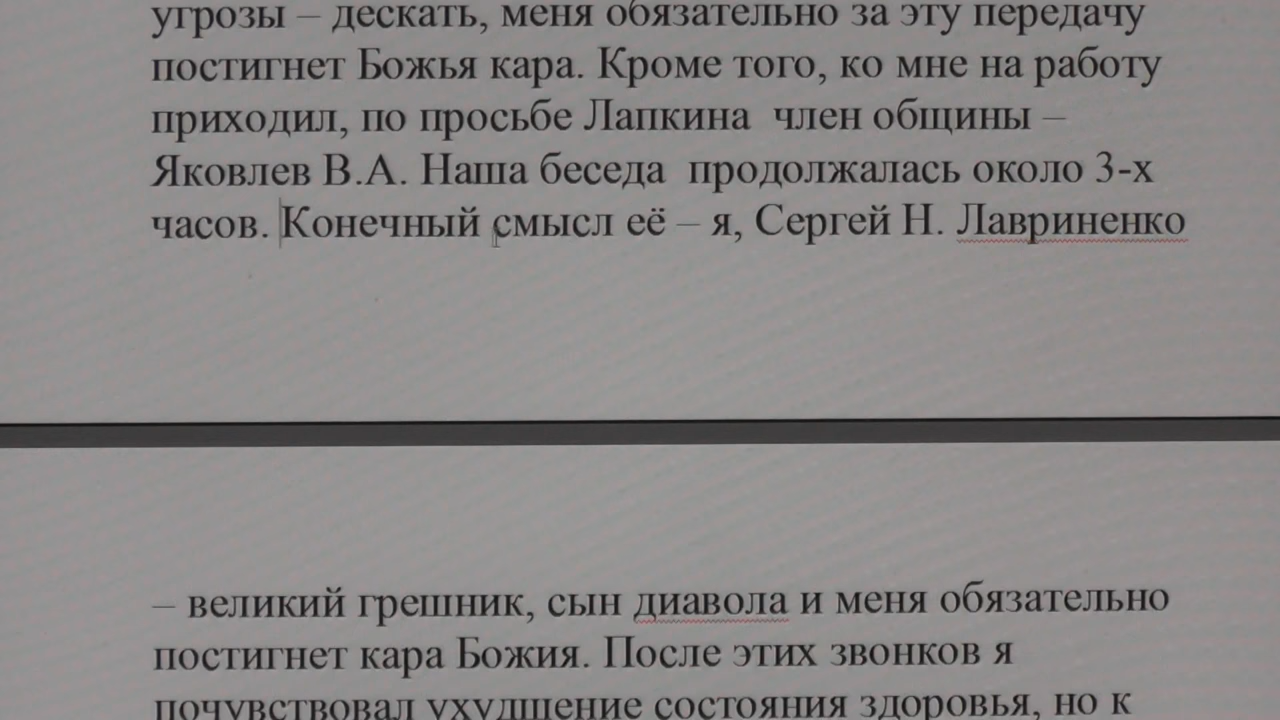 угрозы – дескать, меня обязательно за эту передачу
постигнет Божья кара. Кроме того, ко мне на работу
приходил, по просьбе Лапкина член общины –
Яковлев В.А. Наша беседа продолжалась около 3-х
часов. Конечный смысл её – я, Сергей Н. Лавриненко
– великий грешник, сын диавола и меня обязательно
постигнет кара Божия. После этих звонков я
почувствовал ухудшение состояния здоровья, но к